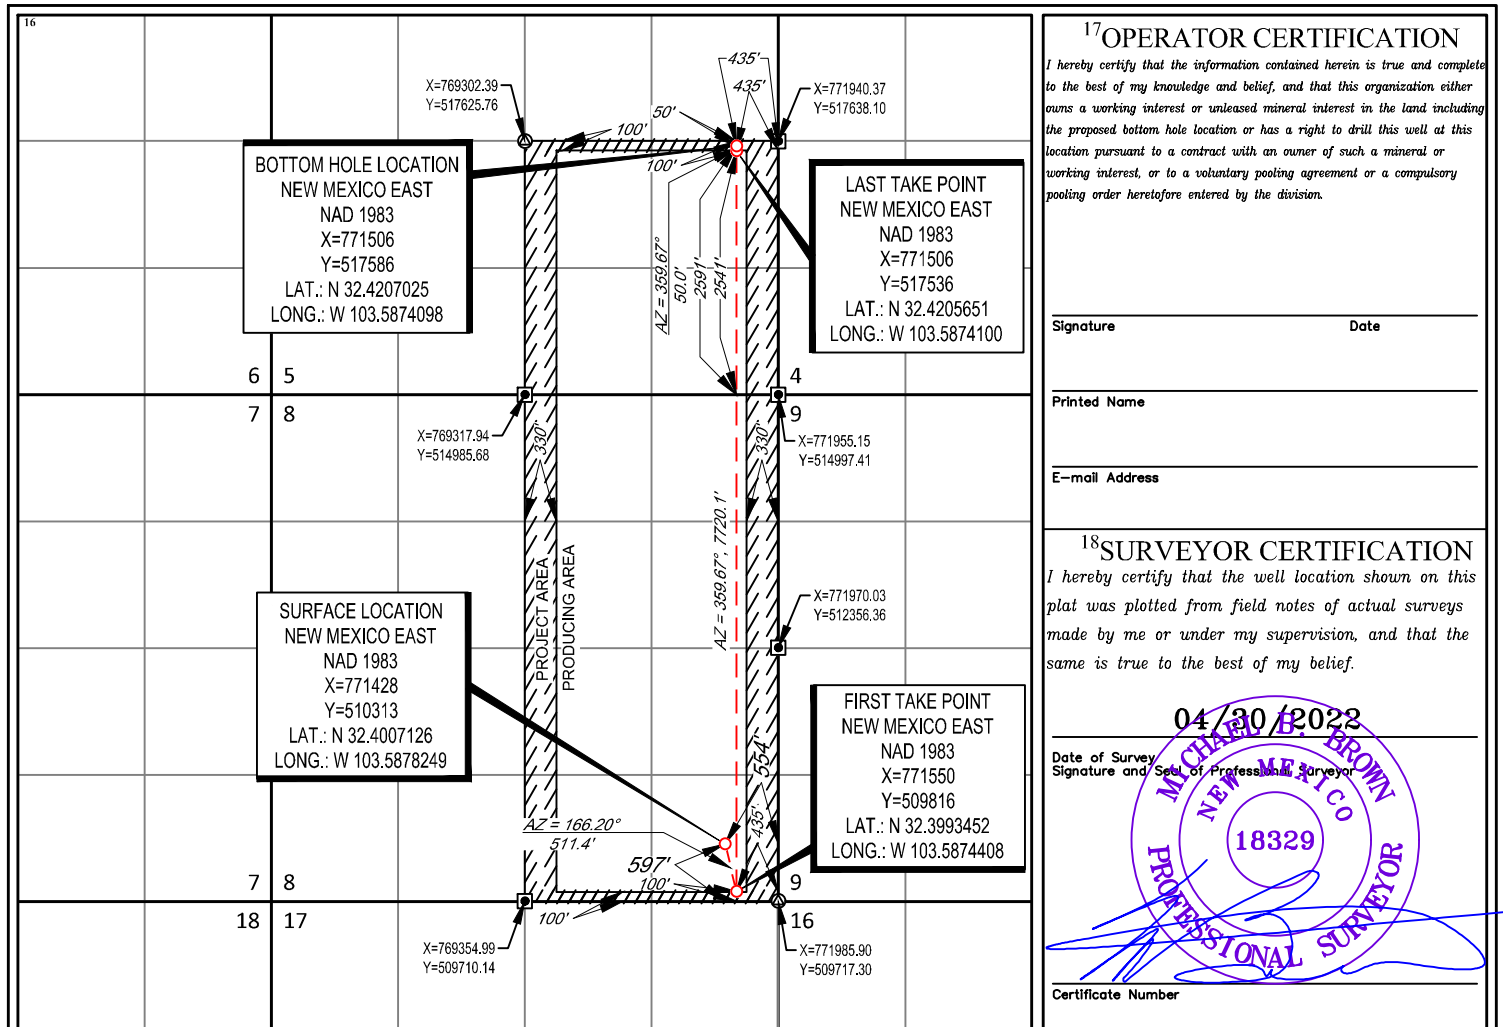 16
435'
435'
X=769302.39
Y=517625.76
X=771940.37
Y=517638.10
50'
100'
100'
BOTTOM HOLE LOCATION
NEW MEXICO EAST
NAD 1983
X=771506
Y=517586
LAT.: N 32.4207025
LONG.: W 103.5874098
LAST TAKE POINT
NEW MEXICO EAST
NAD 1983
X=771506
Y=517536
LAT.: N 32.4205651
LONG.: W 103.5874100
AZ = 359.67°
50.0'
2591'
2541'
6 5
4
7 8
9
X=769317.94
Y=514985.68
330'
330'
X=771955.15
Y=514997.41
AZ = 359.67°, 7720.1'
PROJECT AREA
PRODUCING AREA
X=771970.03
Y=512356.36
SURFACE LOCATION
NEW MEXICO EAST
NAD 1983
X=771428
Y=510313
LAT.: N 32.4007126
LONG.: W 103.5878249
FIRST TAKE POINT
NEW MEXICO EAST
NAD 1983
X=771550
Y=509816
LAT.: N 32.3993452
LONG.: W 103.5874408
554'
435'
AZ = 166.20°
511.4'
597'
100'
100'
7 8
9
18 17
16
X=769354.99
Y=509710.14
X=771985.90
Y=509717.30
17OPERATOR CERTIFICATION
I hereby certify that the information contained herein is true and complete
to the best of my knowledge and belief, and that this organization either
owns a working interest or unleased mineral interest in the land including
the proposed bottom hole location or has a right to drill this well at this
location pursuant to a contract with an owner of such a mineral or
working interest, or to a voluntary pooling agreement or a compulsory
pooling order heretofore entered by the division.
Signature Date
Printed Name
E-mail Address
18SURVEYOR CERTIFICATION
I hereby certify that the well location shown on this
plat was plotted from field notes of actual surveys
made by me or under my supervision, and that the
same is true to the best of my belief.
04/30/2022
Date of Survey
Signature and Seal of Professional Surveyor
MICHAEL B. BROWN
NEW MEXICO
18329
PROFESSIONAL SURVEYOR
Certificate Number